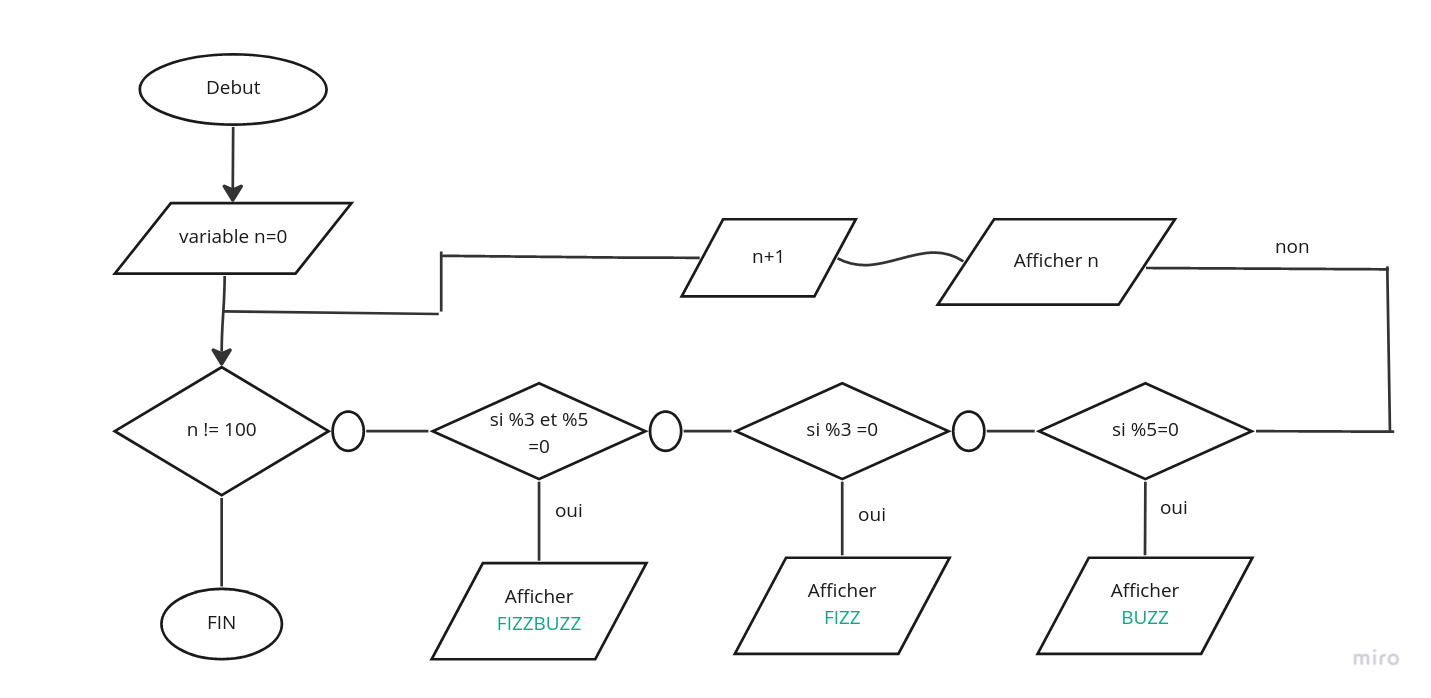 Debut
variable n=0
n+1
Afficher n
non
n != 100
si %3 et %5
=0
si %3 =0
si %5=0
oui
oui
oui
FIN
Afficher
FIZZBUZZ
Afficher
FIZZ
Afficher
BUZZ
miro